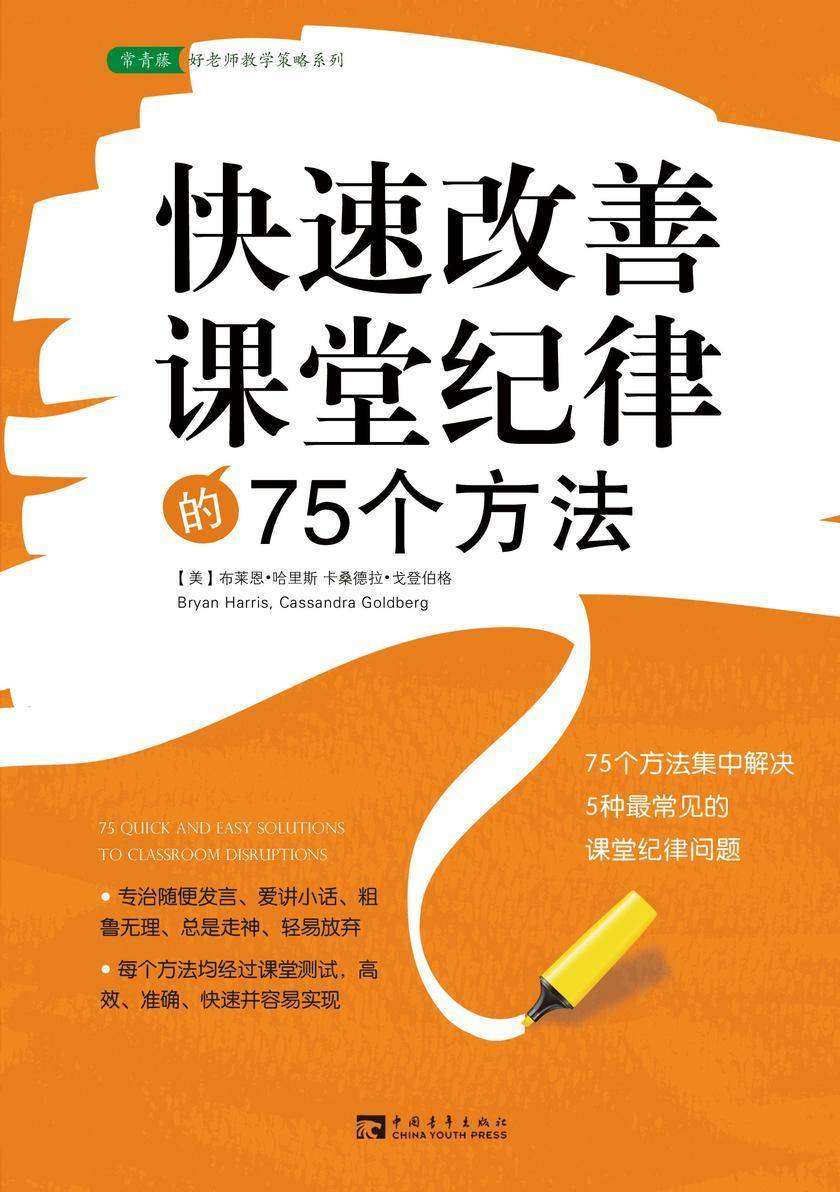 常青藤 好老师教学策略系列
快速改善
课堂纪律
的 75个方法
【美】布莱恩•哈里斯 卡桑德拉•戈登伯格
Bryan Harris, Cassandra Goldberg
75个方法集中解决
5种最常见的
课堂纪律问题
75 QUICK AND EASY SOLUTIONS
TO CLASSROOM DISRUPTIONS
• 专治随便发言、爱讲小话、粗
鲁无理、总是走神、轻易放弃
• 每个方法均经过课堂测试，高
效、准确、快速并容易实现
中国青年出版社
CHINA YOUTH PRESS